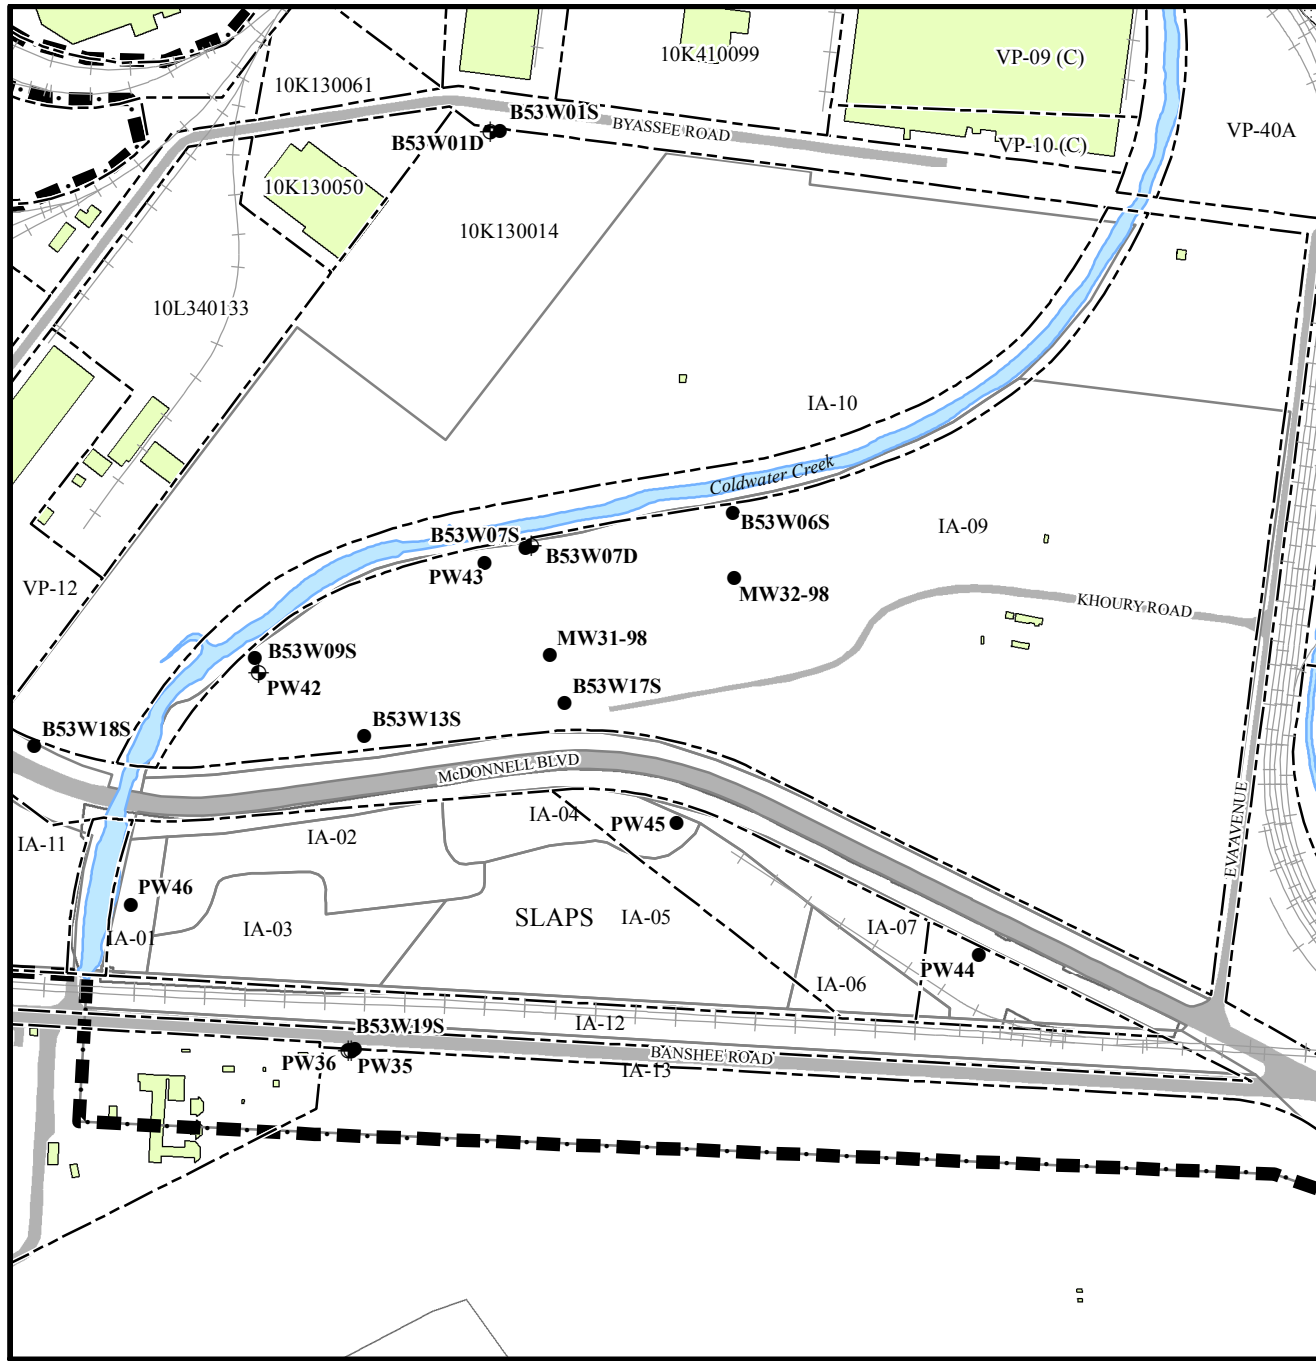 10K410099
VP-09 (C)
10K130061
B53W01S
BYASSEE ROAD
VP-40A
B53W01D
VP-10 (C)
10K130050
10K130014
10L340133
IA-10
Coldwater Creek
B53W06S
IA-09
B53W07S
B53W07D
PW43
VP-12
MW32-98
KHOURY ROAD
B53W09S
MW31-98
PW42
B53W17S
B53W18S
B53W13S
McDONNELL BLVD
EVA AVENUE
IA-04
PW45
IA-11
IA-02
PW46
SLAPS
IA-05
IA-07
IA-03
IA-01
PW44
IA-06
B53W19S
IA-12
PW36
PW35
BANSHEE ROAD
IA-13